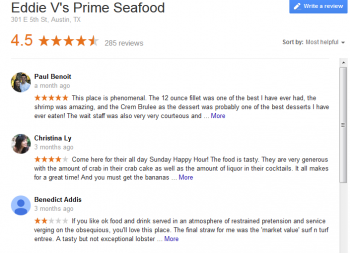 Eddie V's Prime Seafood
Write a review
301 E 5th St, Austin, TX
4.5 285 reviews
Sort by: Most helpful
Paul Benoit
a month ago
This place is phenomenal. The 12 ounce fillet was one of the best I have ever had, the
shrimp was amazing, and the Crem Brulee as the dessert was probably one of the best desserts I have
ever eaten! The wait staff was also very very courteous and ... More
Christina Ly
3 months ago
Come here for their all day Sunday Happy Hour! The food is tasty. They are very generous
with the amount of crab in their crab cake as well as the amount of liquor in their cocktails. It all makes
for a great time! And you must get the bananas ... More
Benedict Addis
3 months ago
If you like ok food and drink served in an atmosphere of restrained pretension and service
verging on the obsequious, you'll love this place. The final straw for me was the 'market value' surf n turf
entree. A tasty but not exceptional lobster ... More